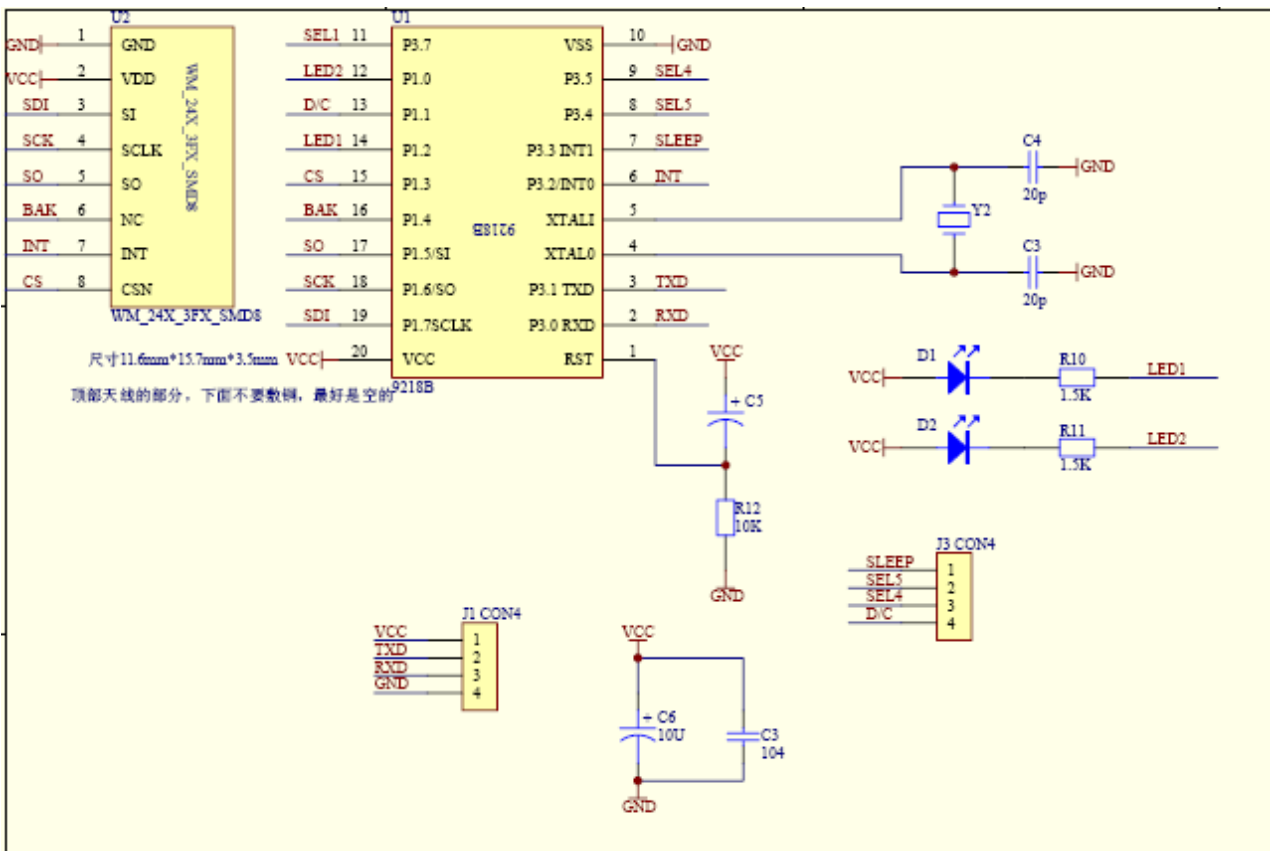 U2
GND 1 GND
VCC 2 VDD
SDI 3 SI
SCK 4 SCLK
SO 5 SO
BAK 6 NC
INT 7 INT
CS 8 CSN
WM_24X_3FX_SMD8
WM_24X_3FX_SMD8
尺寸11.6mm*15.7mm*3.5mm
顶部天线的部分，下面不要敷铜，最好是空的
U1
SEL1 11 P3.7
LED2 12 P1.0
D/C 13 P1.1
LED1 14 P1.2
CS 15 P1.3
BAK 16 P1.4
SO 17 P1.5/SI
SCK 18 P1.6/SO
SDI 19 P1.7SCLK
VCC 20 VCC
9218B
9218B
VSS 10 GND
P3.5 9 SEL4
P3.4 8 SEL5
P3.3 INT1 7 SLEEP
P3.2/INT0 6 INT
XTALI 5
XTAL0 4
P3.1 TXD 3 TXD
P3.0 RXD 2 RXD
RST 1
C4
GND
20p
Y2
C3
GND
20p
VCC
+ C5
R12
10K
GND
D1
VCC
R10
1.5K
LED1
D2
VCC
R11
1.5K
LED2
J3 CON4
SLEEP 1
SEL5 2
SEL4 3
D/C 4
J1 CON4
VCC 1
TXD 2
RXD 3
GND 4
VCC
+ C6
10U
C3
104
GND